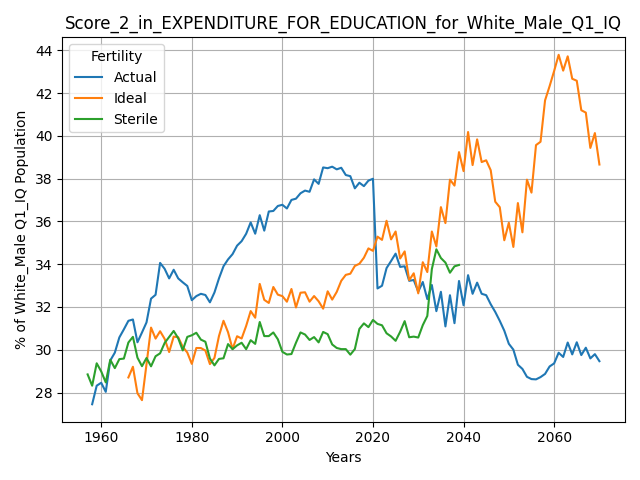 Score_2_in_EXPENDITURE_FOR_EDUCATION_for_White_Male_Q1_IQ
Fertility
Actual
Ideal
Sterile
% of White_Male Q1_IQ Population
44
42
40
38
36
34
32
30
28
1960 1980 2000 2020 2040 2060
Years